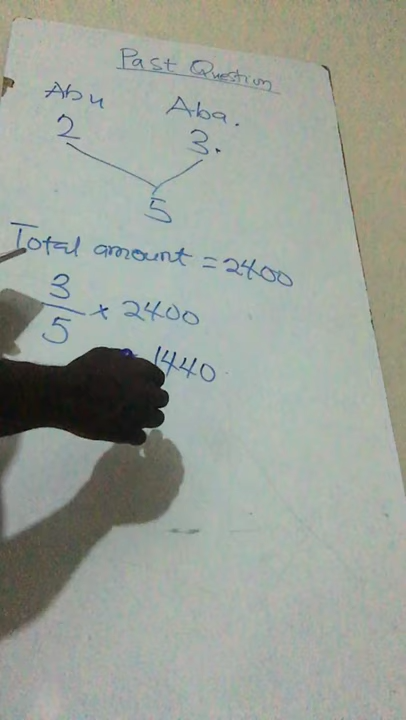 Past Question
Abu Aba.
2 3.
5
Total amount = 2400
3
5 × 2400
1440